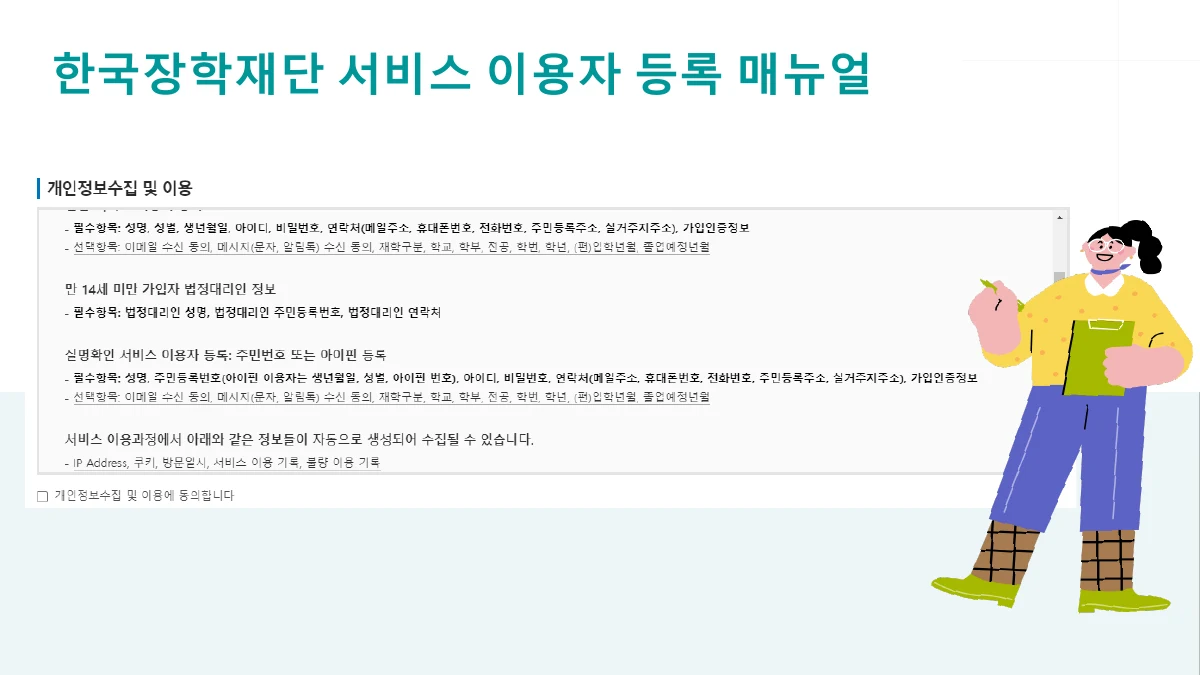 한국장학재단 서비스 이용자 등록 매뉴얼
개인정보수집 및 이용
- 필수항목: 성명, 성별, 생년월일, 아이디, 비밀번호, 연락처(메일주소, 휴대폰번호, 전화번호, 주민등록주소, 실거주지주소), 가입인증정보
- 선택항목: 이메일 수신 동의, 메시지(문자, 알림톡) 수신 동의, 재학구분, 학교, 학부, 전공, 학번, 학년, (편)입학년월, 졸업예정년월
만 14세 미만 가입자 법정대리인 정보
- 필수항목: 법정대리인 성명, 법정대리인 주민등록번호, 법정대리인 연락처
실명확인 서비스 이용자 등록: 주민번호 또는 아이핀 등록
- 필수항목: 성명, 주민등록번호(아이핀 이용자는 생년월일, 성별, 아이핀 번호), 아이디, 비밀번호, 연락처(메일주소, 휴대폰번호, 전화번호, 주민등록주소, 실거주지주소), 가입인증정보
- 선택항목: 이메일 수신 동의, 메시지(문자, 알림톡) 수신 동의, 재학구분, 학교, 학부, 전공, 학번, 학년, (편)입학년월, 졸업예정년월
서비스 이용과정에서 아래와 같은 정보들이 자동으로 생성되어 수집될 수 있습니다.
- IP Address, 쿠키, 방문일시, 서비스 이용 기록, 불량 이용 기록
개인정보수집 및 이용에 동의합니다